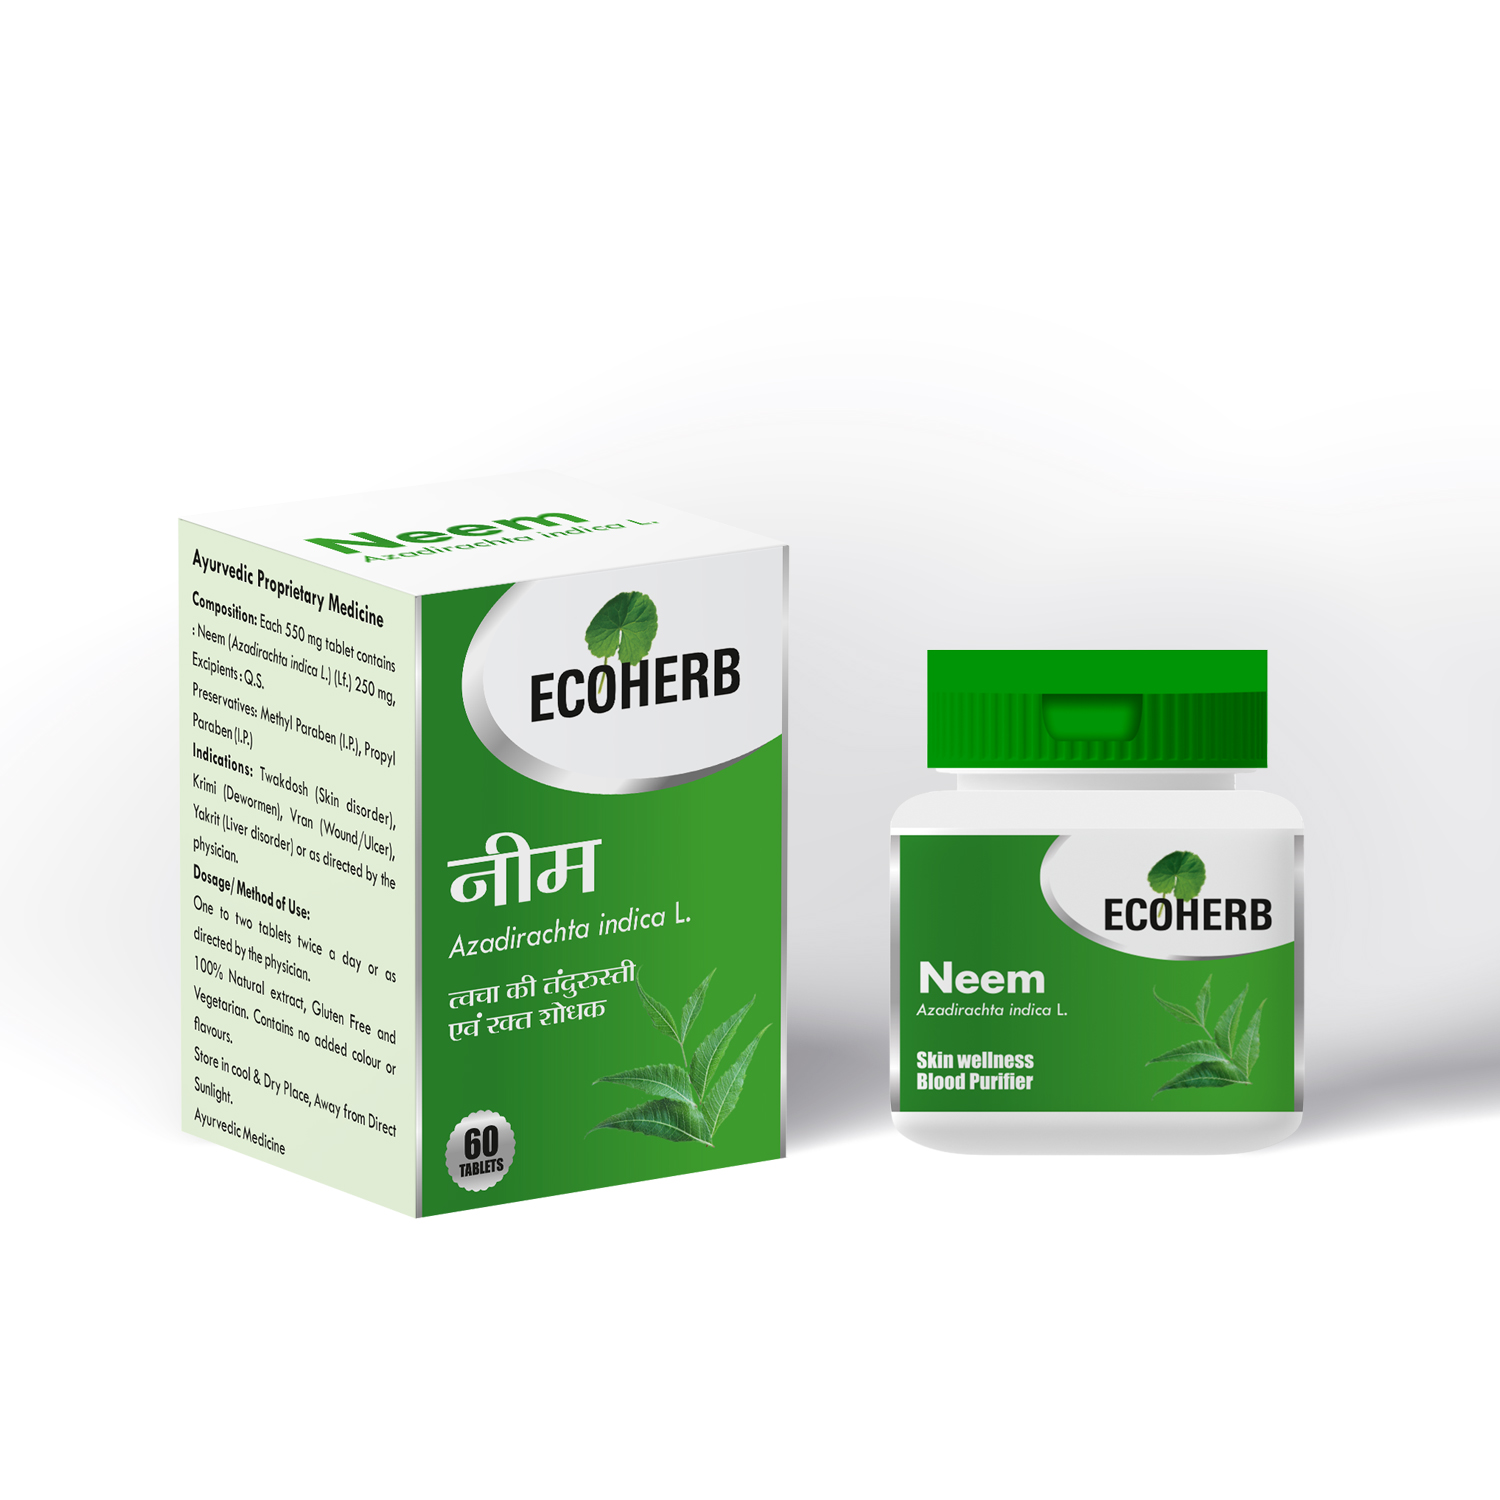 Neem
Azadirachta indica L.
Ayurvedic Proprietary Medicine
Composition: Each 550 mg tablet contains
: Neem (Azadirachta indica L.) (Lf.) 250 mg,
Excipients : Q.S.
Preservatives: Methyl Paraben (I.P.), Propyl
Paraben (I.P.)
Indications: Twakdosh (Skin disorder),
Krimi (Dewormen), Vran (Wound/Ulcer),
Yakrit (Liver disorder) or as directed by the
physician.
Dosage/ Method of Use:
One to two tablets twice a day or as
directed by the physician.
100% Natural extract, Gluten Free and
Vegetarian. Contains no added colour or
flavours.
Store in cool & Dry Place, Away from Direct
Sunlight.
Ayurvedic Medicine
ECOHERB
नीम
Azadirachta indica L.
त्वचा की तंदुरुस्ती
एवं रक्त शोधक
60
TABLETS
ECOHERB
Neem
Azadirachta indica L.
Skin wellness
Blood Purifier